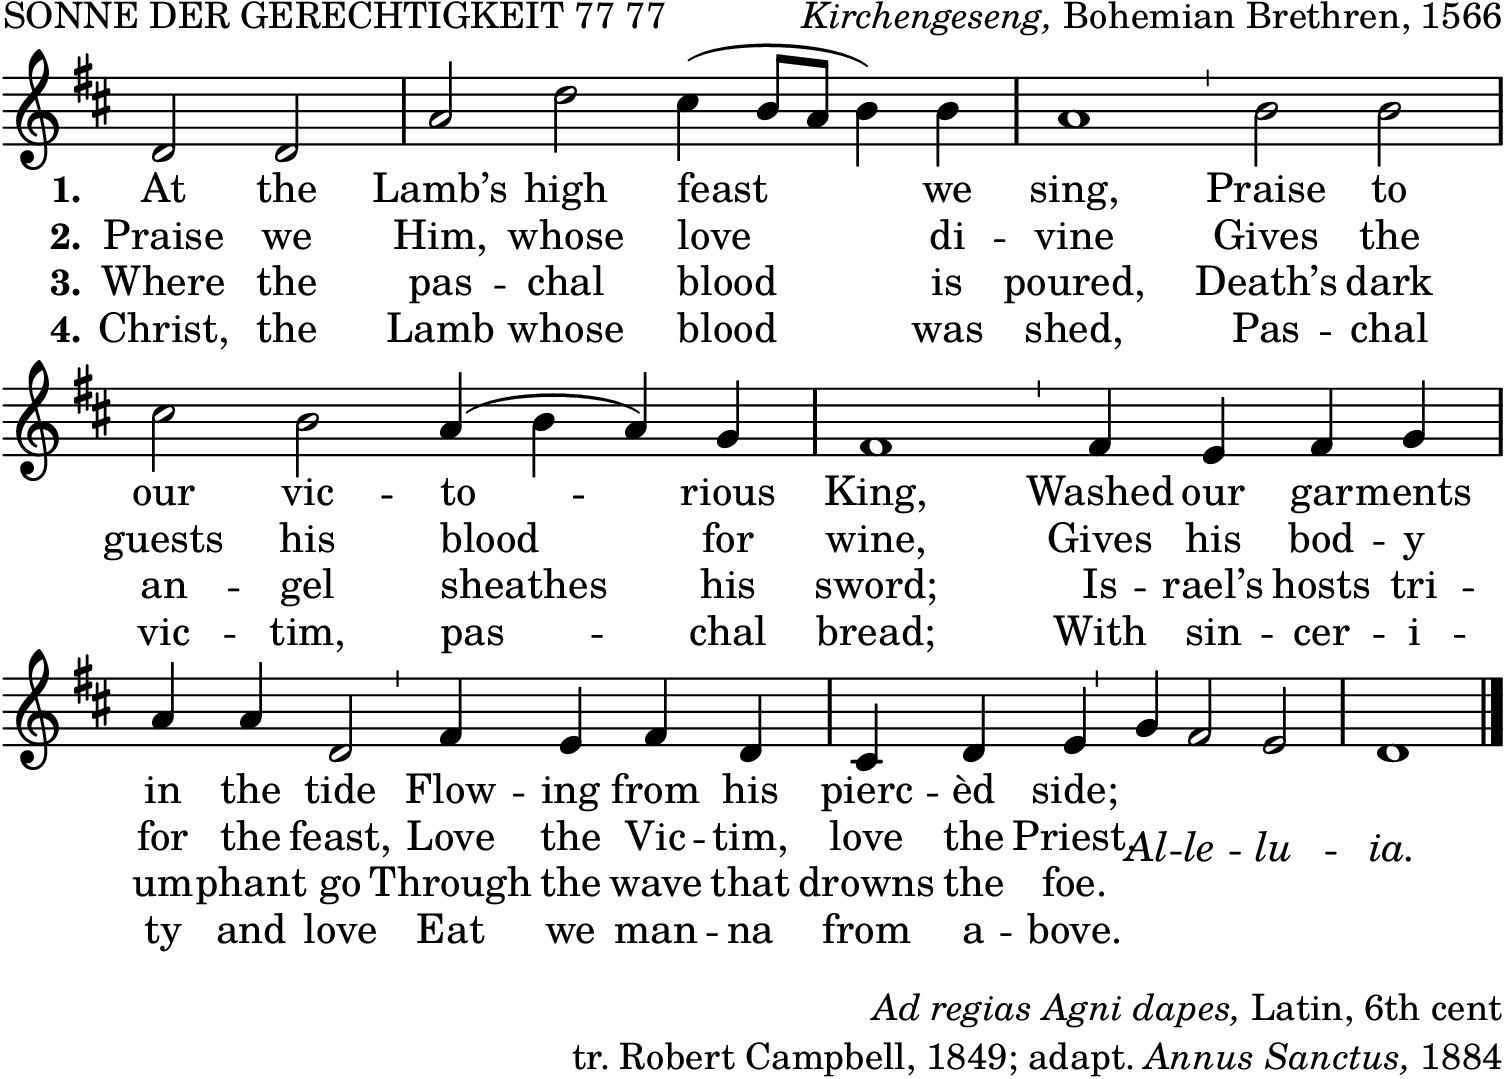 SONNE DER GERECHTIGKEIT 77 77 Kirchengeseng, Bohemian Brethren, 1566
1. At the Lamb’s high feast we sing, Praise to
2. Praise we Him, whose love di - vine Gives the
3. Where the pas - chal blood is poured, Death’s dark
4. Christ, the Lamb whose blood was shed, Pas - chal
our vic - to - rious King, Washed our garments
guests his blood for wine, Gives his bod - y
an - gel sheathes his sword; Is - rael’s hosts tri -
vic - tim, pas - chal bread; With sin - cer - i -
in the tide Flow - ing from his pierc - èd side;
for the feast, Love the Vic - tim, love the Priest,
Al - le - lu - ia.
umphant go Through the wave that drowns the foe.
ty and love Eat we man - na from a - bove.
Ad regias Agni dapes, Latin, 6th cent
tr. Robert Campbell, 1849; adapt. Annus Sanctus, 1884